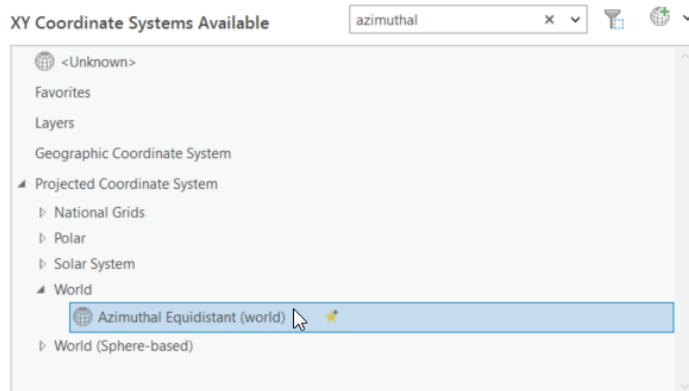 XY Coordinate Systems Available
azimuthal
<Unknown>
Favorites
Layers
Geographic Coordinate System
Projected Coordinate System
National Grids
Polar
Solar System
World
Azimuthal Equidistant (world)
World (Sphere-based)